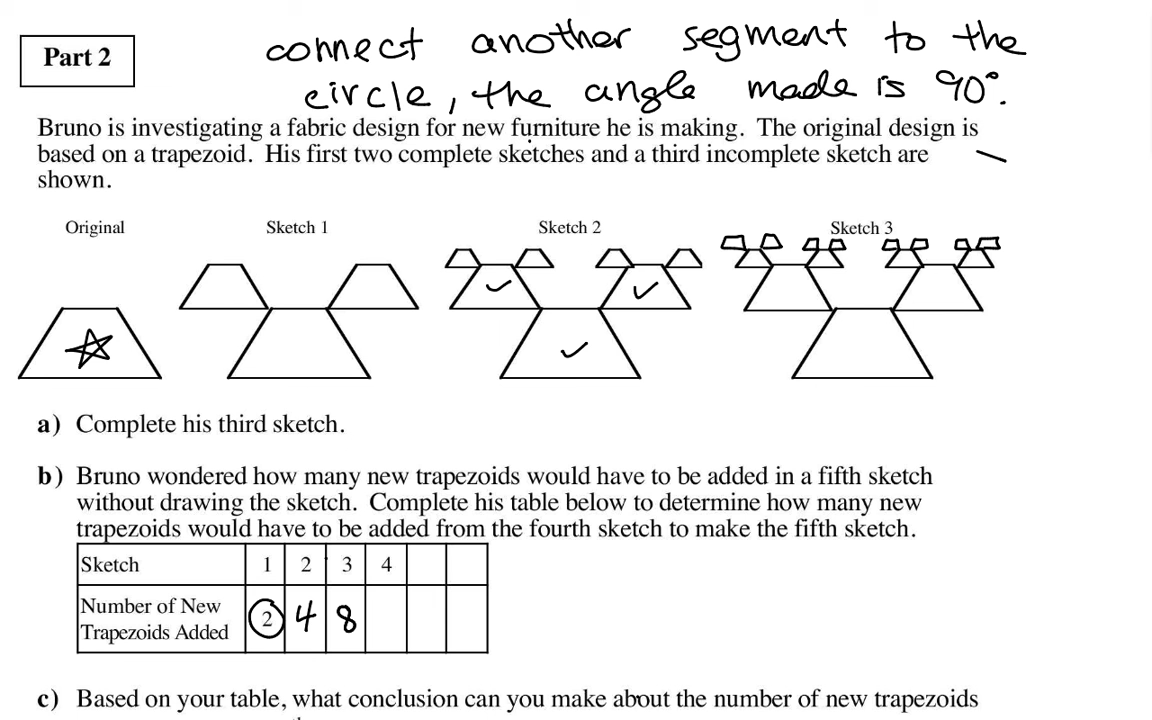 connect another segment to the
Part 2
circle, the angle made is 90°.
Bruno is investigating a fabric design for new furniture he is making. The original design is
based on a trapezoid. His first two complete sketches and a third incomplete sketch are
shown.
Original Sketch 1 Sketch 2 Sketch 3
a) Complete his third sketch.
b) Bruno wondered how many new trapezoids would have to be added in a fifth sketch
without drawing the sketch. Complete his table below to determine how many new
trapezoids would have to be added from the fourth sketch to make the fifth sketch.
Sketch 1 2 3 4
Number of New
Trapezoids Added 2 4 8
c) Based on your table, what conclusion can you make about the number of new trapezoids